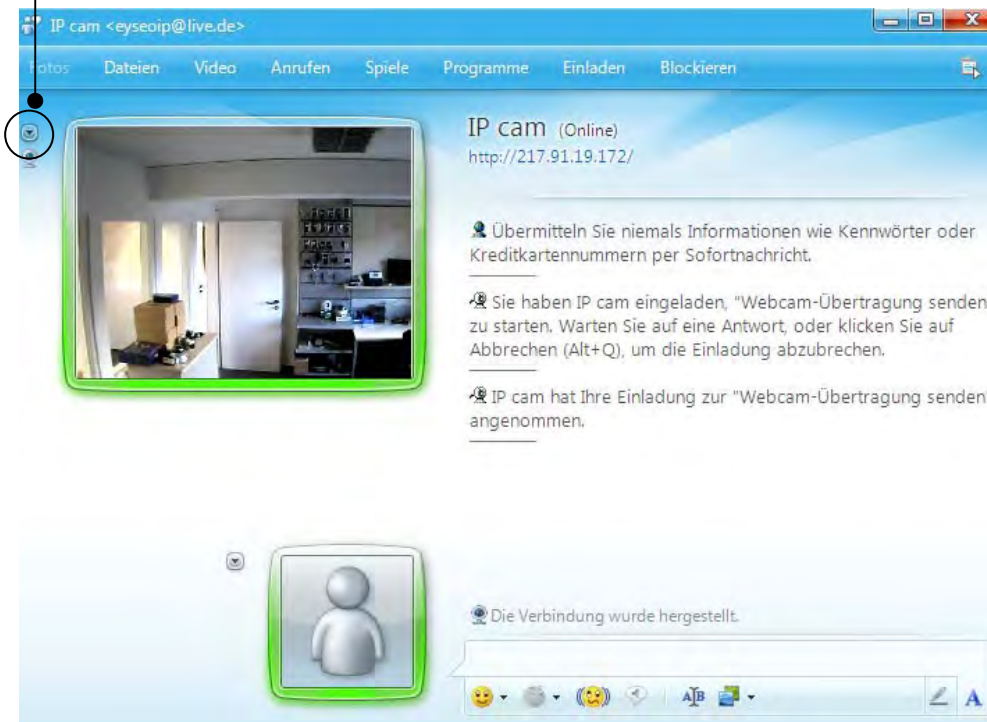 IP cam <eyseoip@live.de>
Fotos Dateien Video Anrufen Spiele Programme Einladen Blockieren
IP cam (Online)
http://217.91.19.172/
Übermitteln Sie niemals Informationen wie Kennwörter oder
Kreditkartennummern per Sofortnachricht.
Sie haben IP cam eingeladen, "Webcam-Übertragung senden
zu starten. Warten Sie auf eine Antwort, oder klicken Sie auf
Abbrechen (Alt+Q), um die Einladung abzubrechen.
IP cam hat Ihre Einladung zur "Webcam-Übertragung senden"
angenommen.
Die Verbindung wurde hergestellt.